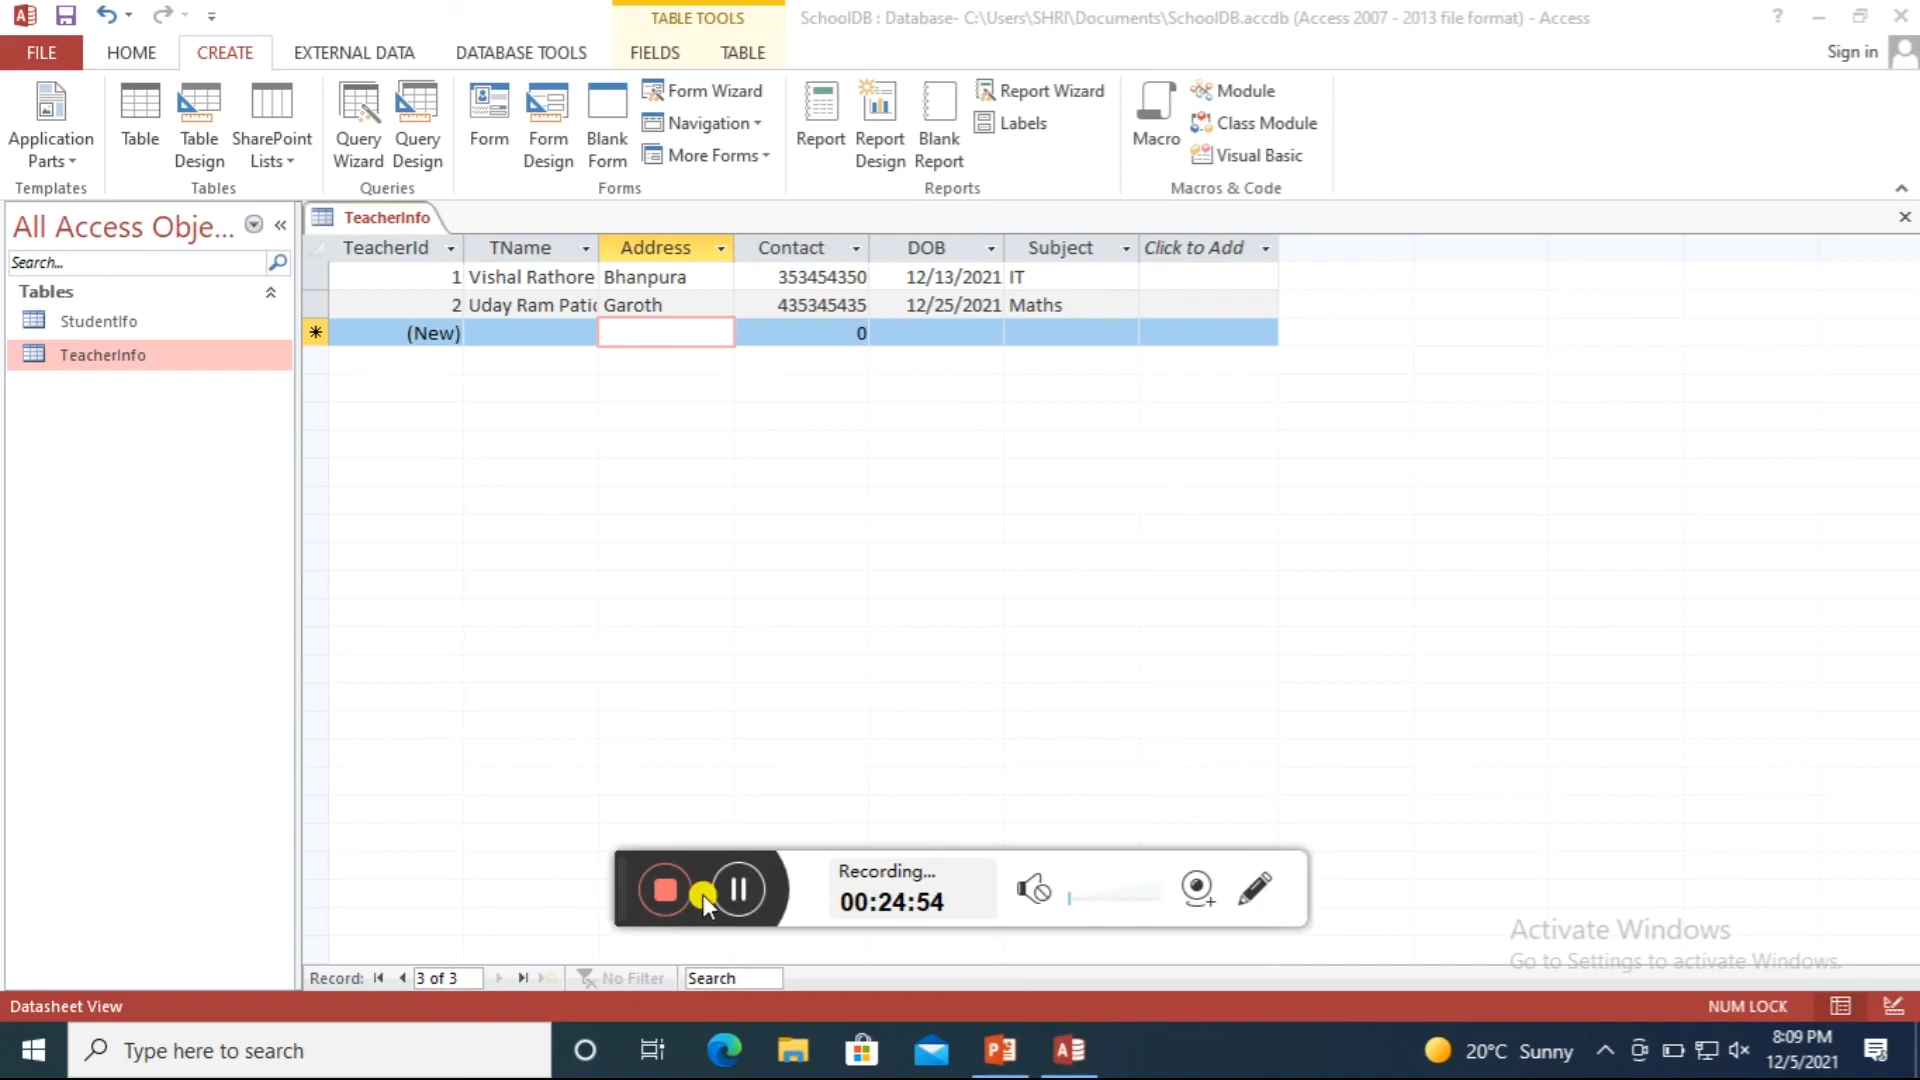 TABLE TOOLS
SchoolDB : Database- C:\Users\SHRI\Documents\SchoolDB.accdb (Access 2007 - 2013 file format) - Access
?
FILE HOME CREATE EXTERNAL DATA DATABASE TOOLS FIELDS TABLE Sign in
Application Parts
Table
Table Design
SharePoint Lists
Query Wizard
Query Design
Form
Form Design
Blank Form
Form Wizard
Navigation
More Forms
Report
Report Design
Blank Report
Report Wizard
Labels
Macro
Module
Class Module
Visual Basic
Templates Tables Queries Forms Reports Macros & Code
All Access Obje...
Search...
Tables
StudentIfo
TeacherInfo
TeacherInfo
TeacherId TName Address Contact DOB Subject Click to Add
1 Vishal Rathore Bhanpura 353454350 12/13/2021 IT
2 Uday Ram Patic Garoth 435345435 12/25/2021 Maths
(New) 0
Recording...
00:24:54
Activate Windows
Go to Settings to activate Windows.
Record: 3 of 3 No Filter Search
Datasheet View NUM LOCK
Type here to search
20°C Sunny
8:09 PM
12/5/2021